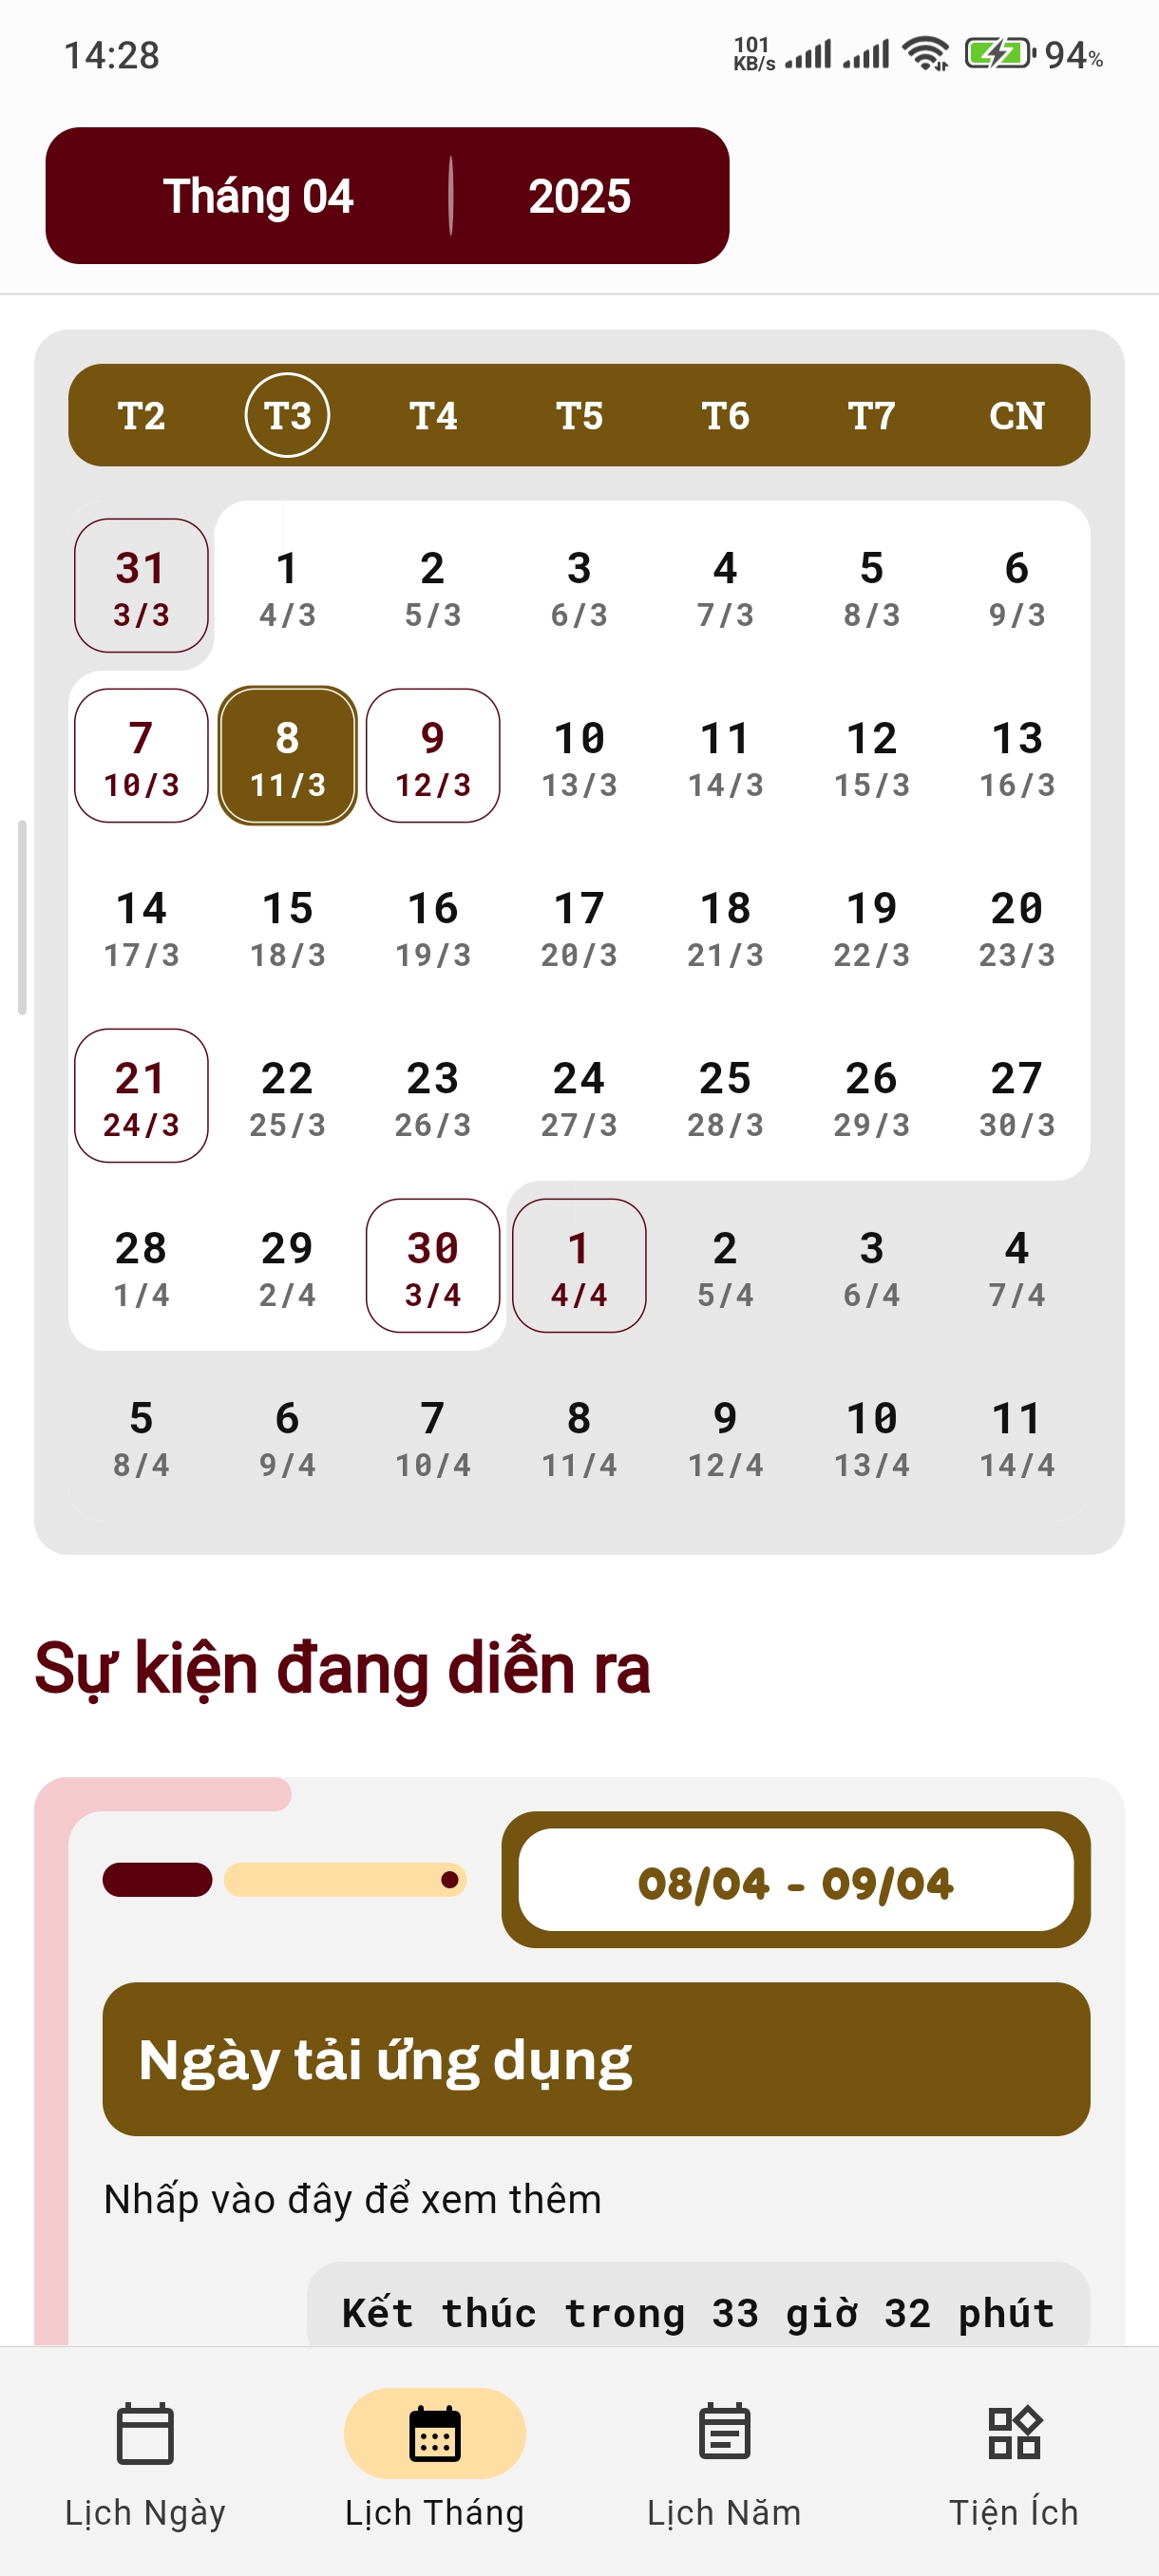 14:28
101 KB/s
94%
Tháng 04 2025
T2 T3 T4 T5 T6 T7 CN
31 1 2 3 4 5 6
3/3 4/3 5/3 6/3 7/3 8/3 9/3
7 8 9 10 11 12 13
10/3 11/3 12/3 13/3 14/3 15/3 16/3
14 15 16 17 18 19 20
17/3 18/3 19/3 20/3 21/3 22/3 23/3
21 22 23 24 25 26 27
24/3 25/3 26/3 27/3 28/3 29/3 30/3
28 29 30 1 2 3 4
1/4 2/4 3/4 4/4 5/4 6/4 7/4
5 6 7 8 9 10 11
8/4 9/4 10/4 11/4 12/4 13/4 14/4
Sự kiện đang diễn ra
08/04 - 09/04
Ngày tải ứng dụng
Nhấp vào đây để xem thêm
Kết thúc trong 33 giờ 32 phút
Lịch Ngày Lịch Tháng Lịch Năm Tiện Ích